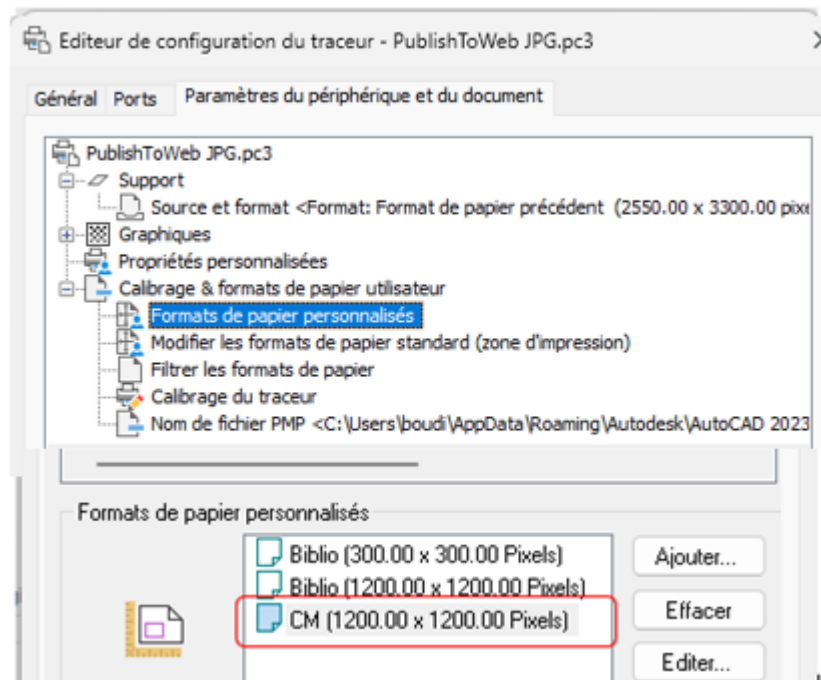 Editeur de configuration du traceur - PublishToWeb JPG.pc3
Général Ports Paramètres du périphérique et du document
PublishToWeb JPG.pc3
Support
Source et format <Format: Format de papier précédent (2550.00 x 3300.00 pixe
Graphiques
Propriétés personnalisées
Calibrage & formats de papier utilisateur
Formats de papier personnalisés
Modifier les formats de papier standard (zone d'impression)
Filtrer les formats de papier
Calibrage du traceur
Nom de fichier PMP <C:\Users\boudi\AppData\Roaming\Autodesk\AutoCAD 2023
Formats de papier personnalisés
Biblio (300.00 x 300.00 Pixels)
Biblio (1200.00 x 1200.00 Pixels)
CM (1200.00 x 1200.00 Pixels)
Ajouter...
Effacer
Editer...